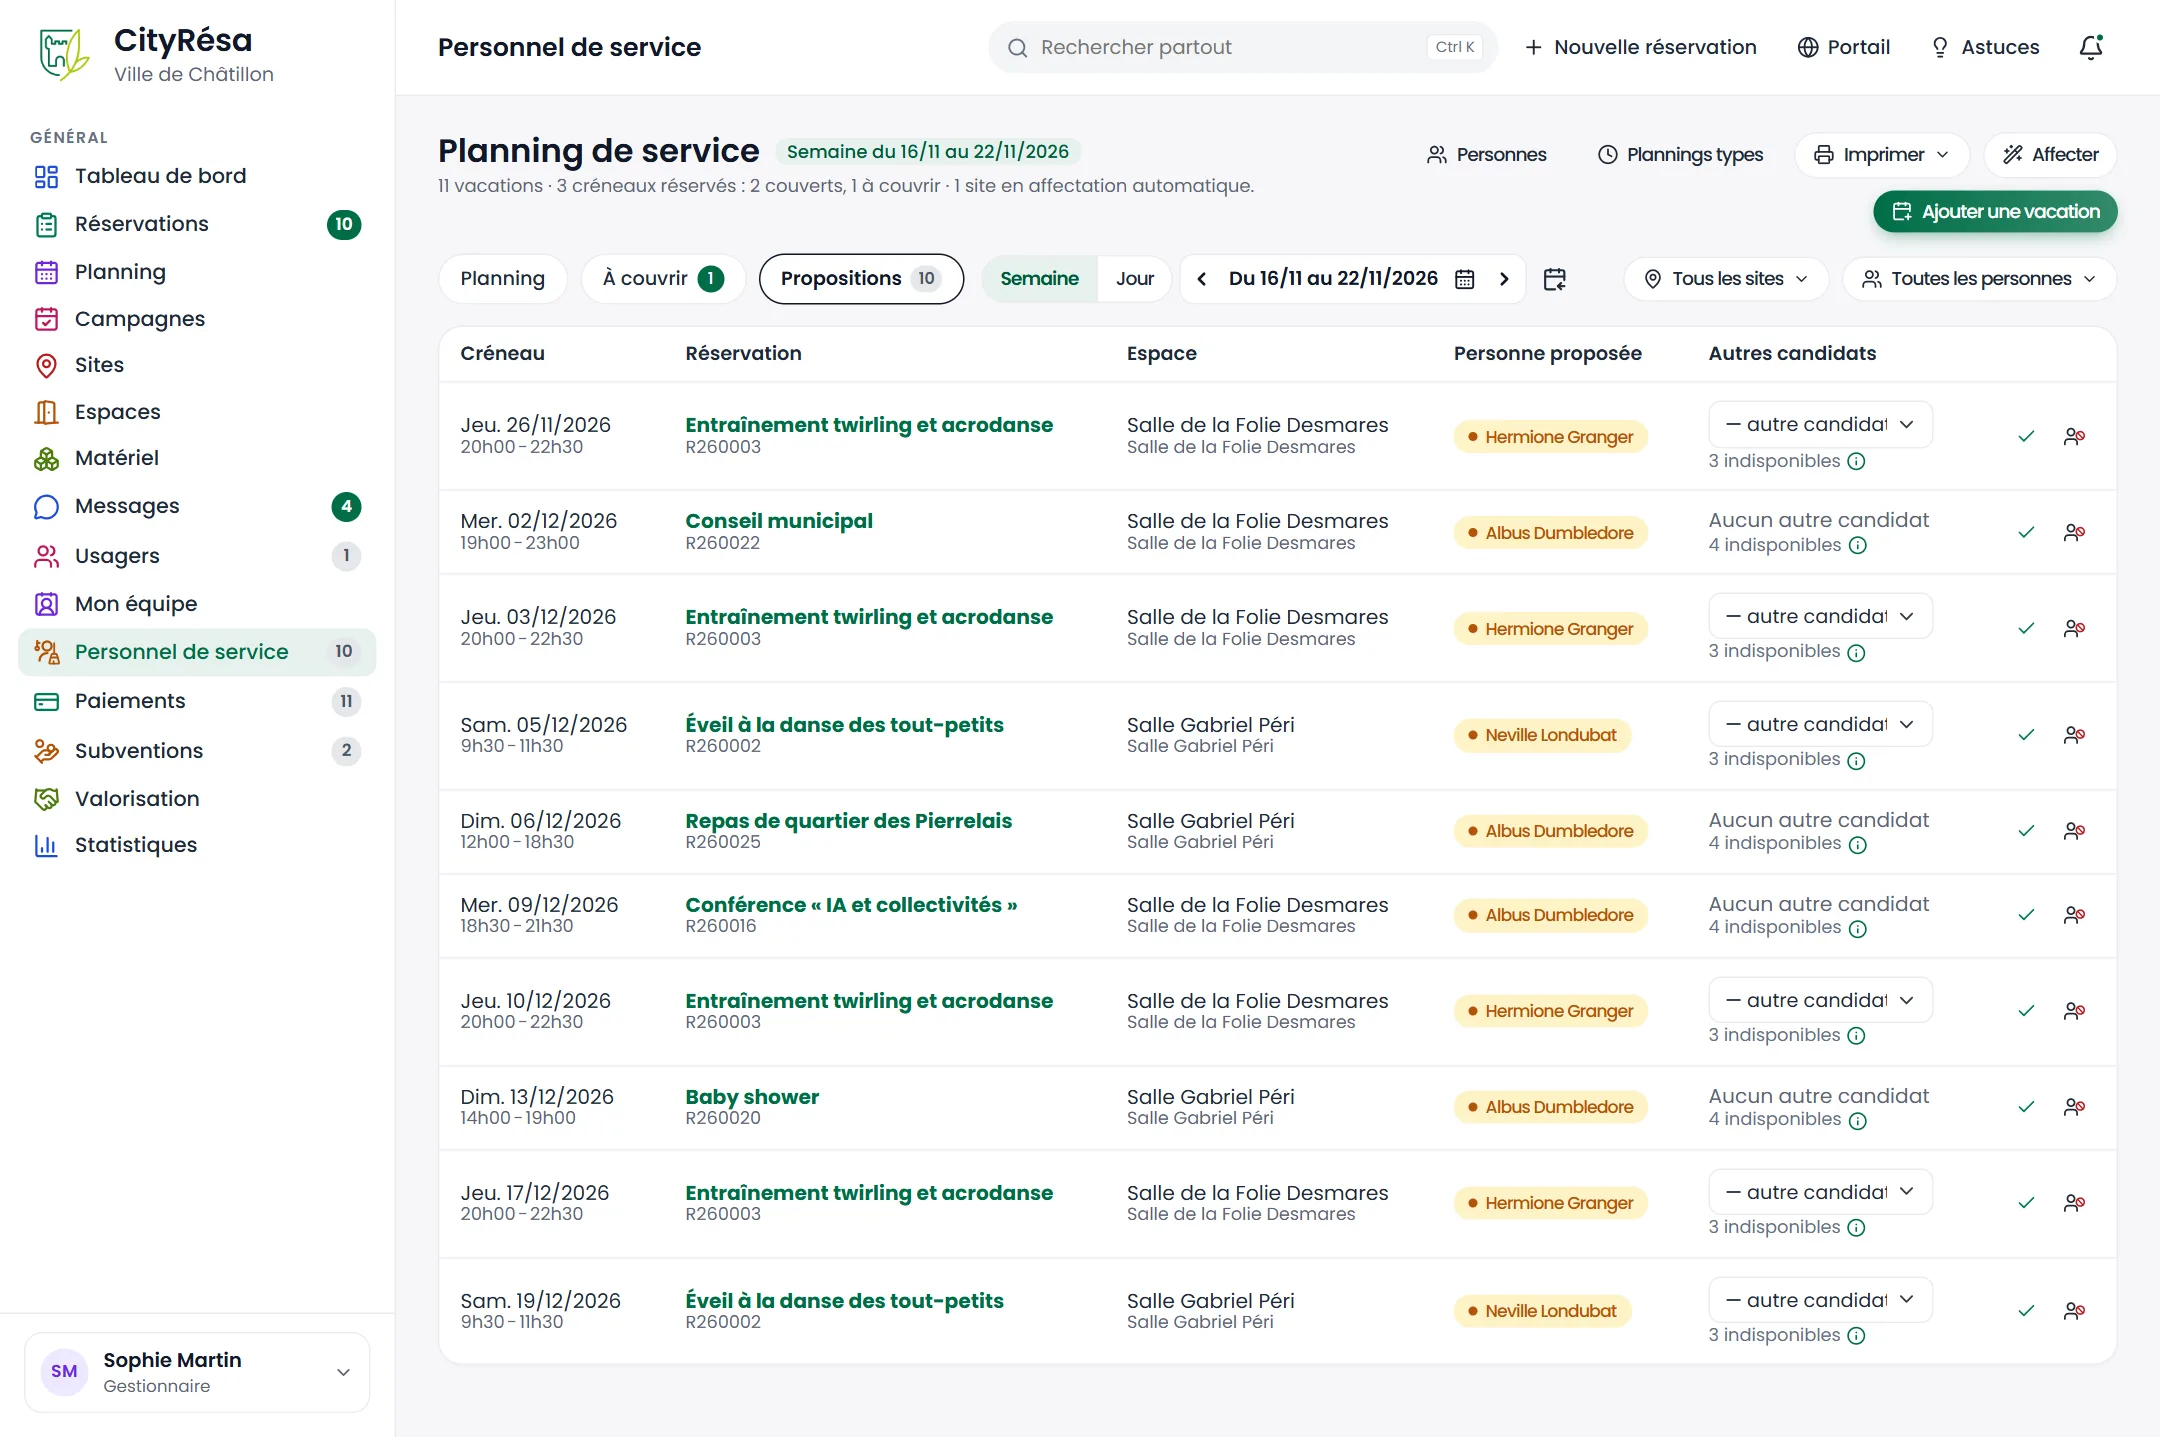 CityRésa
Ville de Châtillon
GÉNÉRAL
Tableau de bord
Réservations 10
Planning
Campagnes
Sites
Espaces
Matériel
Messages 4
Usagers 1
Mon équipe
Personnel de service 10
Paiements 11
Subventions 2
Valorisation
Statistiques
SM
Sophie Martin
Gestionnaire
Personnel de service
Rechercher partout Ctrl K
Nouvelle réservation
Portail
Astuces
Planning de service Semaine du 16/11 au 22/11/2026
11 vacations · 3 créneaux réservés : 2 couverts, 1 à couvrir · 1 site en affectation automatique.
Personnes
Plannings types
Imprimer
Affecter
Ajouter une vacation
Planning
À couvrir 1
Propositions 10
Semaine
Jour
Du 16/11 au 22/11/2026
Tous les sites
Toutes les personnes
Créneau Réservation Espace Personne proposée Autres candidats
Jeu. 26/11/2026 Entraînement twirling et acrodanse Salle de la Folie Desmares Hermione Granger — autre candidat
20h00 - 22h30 R260003 Salle de la Folie Desmares 3 indisponibles
Mer. 02/12/2026 Conseil municipal Salle de la Folie Desmares Albus Dumbledore Aucun autre candidat
19h00 - 23h00 R260022 Salle de la Folie Desmares 4 indisponibles
Jeu. 03/12/2026 Entraînement twirling et acrodanse Salle de la Folie Desmares Hermione Granger — autre candidat
20h00 - 22h30 R260003 Salle de la Folie Desmares 3 indisponibles
Sam. 05/12/2026 Éveil à la danse des tout-petits Salle Gabriel Péri Neville Londubat — autre candidat
9h30 - 11h30 R260002 Salle Gabriel Péri 3 indisponibles
Dim. 06/12/2026 Repas de quartier des Pierrelais Salle Gabriel Péri Albus Dumbledore Aucun autre candidat
12h00 - 18h30 R260025 Salle Gabriel Péri 4 indisponibles
Mer. 09/12/2026 Conférence « IA et collectivités » Salle de la Folie Desmares Albus Dumbledore Aucun autre candidat
18h30 - 21h30 R260016 Salle de la Folie Desmares 4 indisponibles
Jeu. 10/12/2026 Entraînement twirling et acrodanse Salle de la Folie Desmares Hermione Granger — autre candidat
20h00 - 22h30 R260003 Salle de la Folie Desmares 3 indisponibles
Dim. 13/12/2026 Baby shower Salle Gabriel Péri Albus Dumbledore Aucun autre candidat
14h00 - 19h00 R260020 Salle Gabriel Péri 4 indisponibles
Jeu. 17/12/2026 Entraînement twirling et acrodanse Salle de la Folie Desmares Hermione Granger — autre candidat
20h00 - 22h30 R260003 Salle de la Folie Desmares 3 indisponibles
Sam. 19/12/2026 Éveil à la danse des tout-petits Salle Gabriel Péri Neville Londubat — autre candidat
9h30 - 11h30 R260002 Salle Gabriel Péri 3 indisponibles